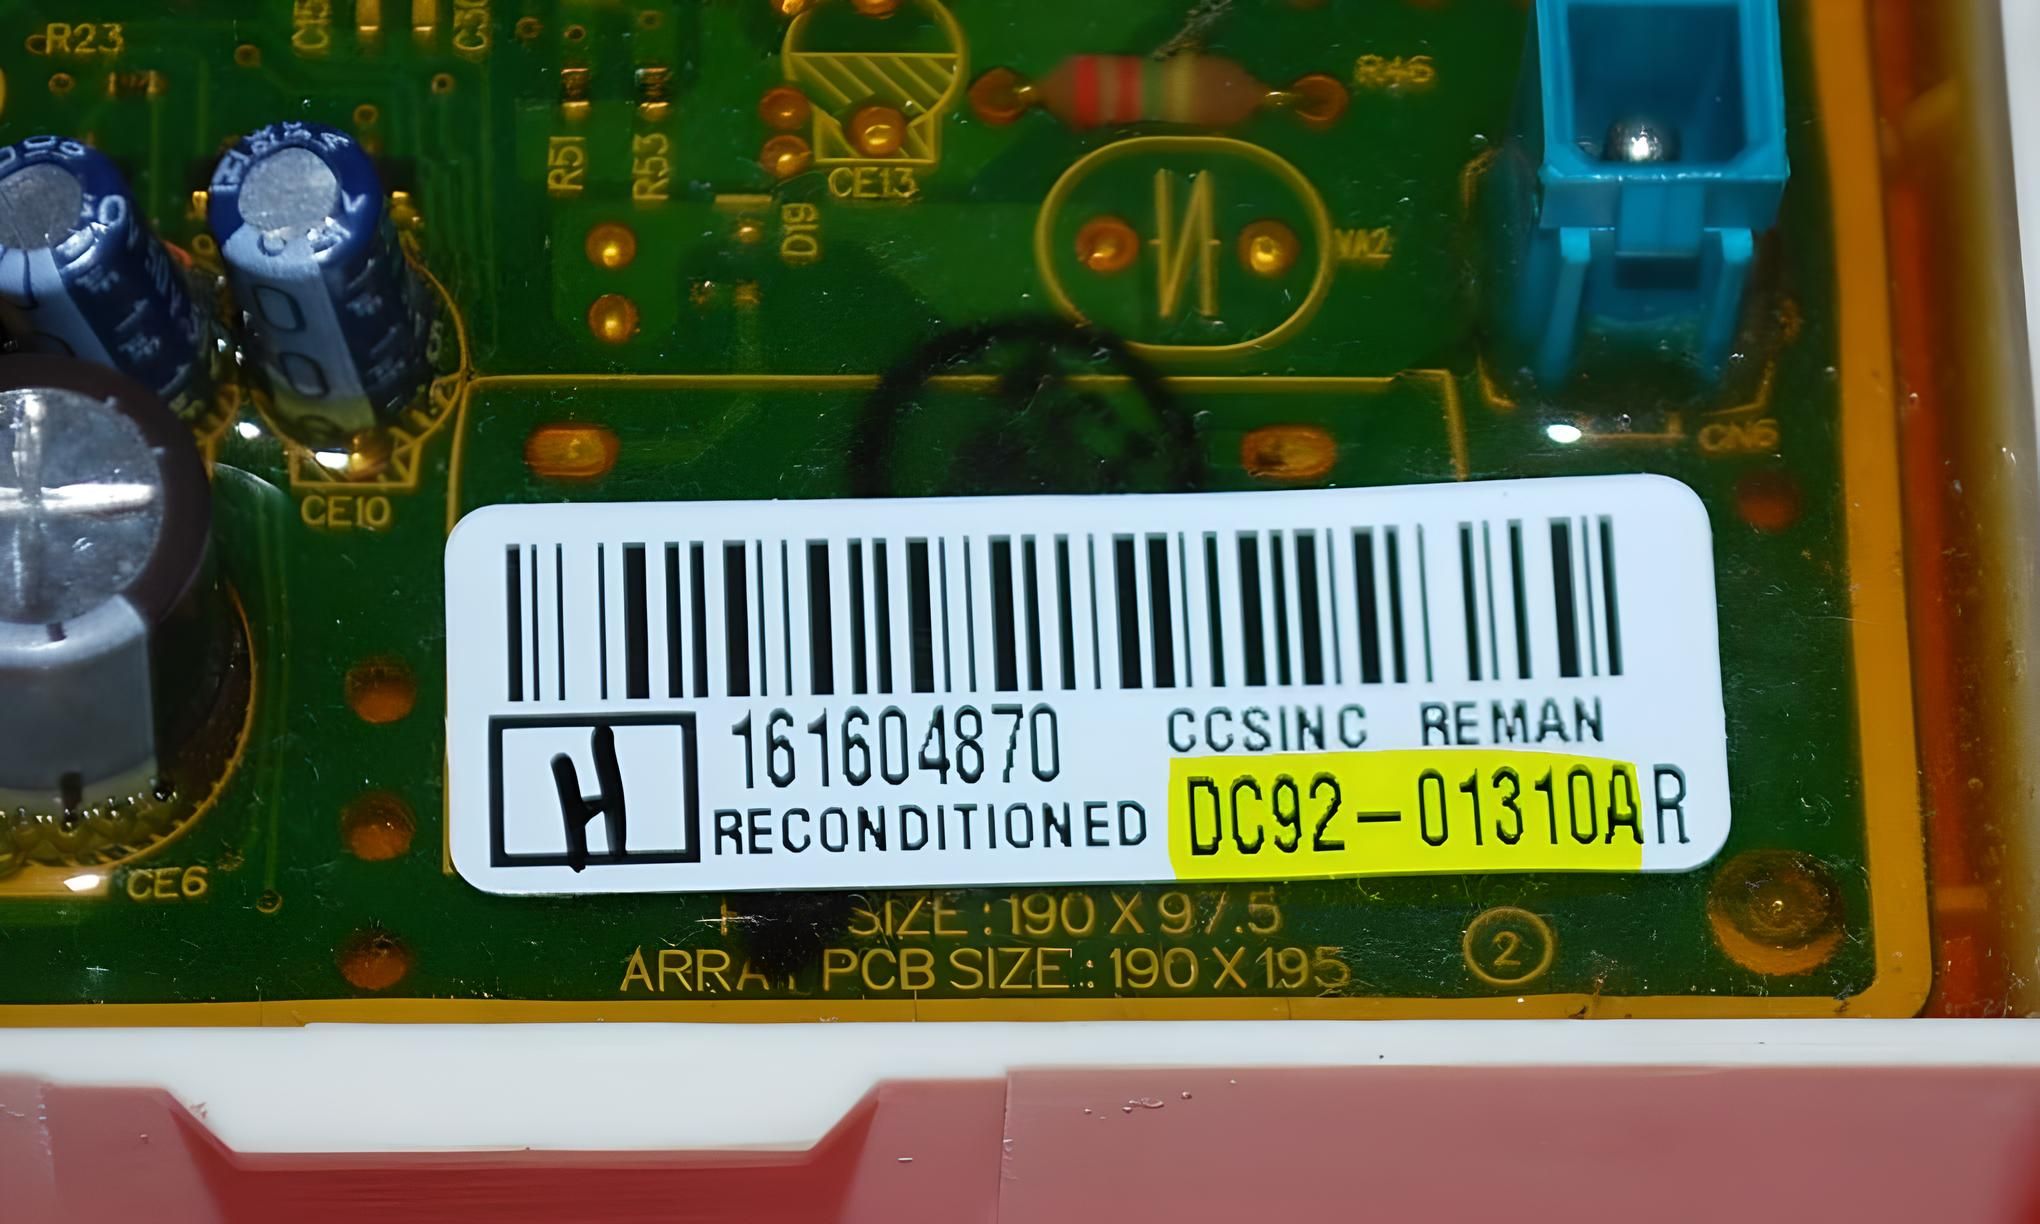 R23
R51
R53
CE13
D19
R46
VA2
CN6
CE10
161604870
CCSINC REMAN
H
RECONDITIONED
DC92-01310AR
CE6
SIZE : 190 X 97.5
PCB SIZE : 190 X 195
2